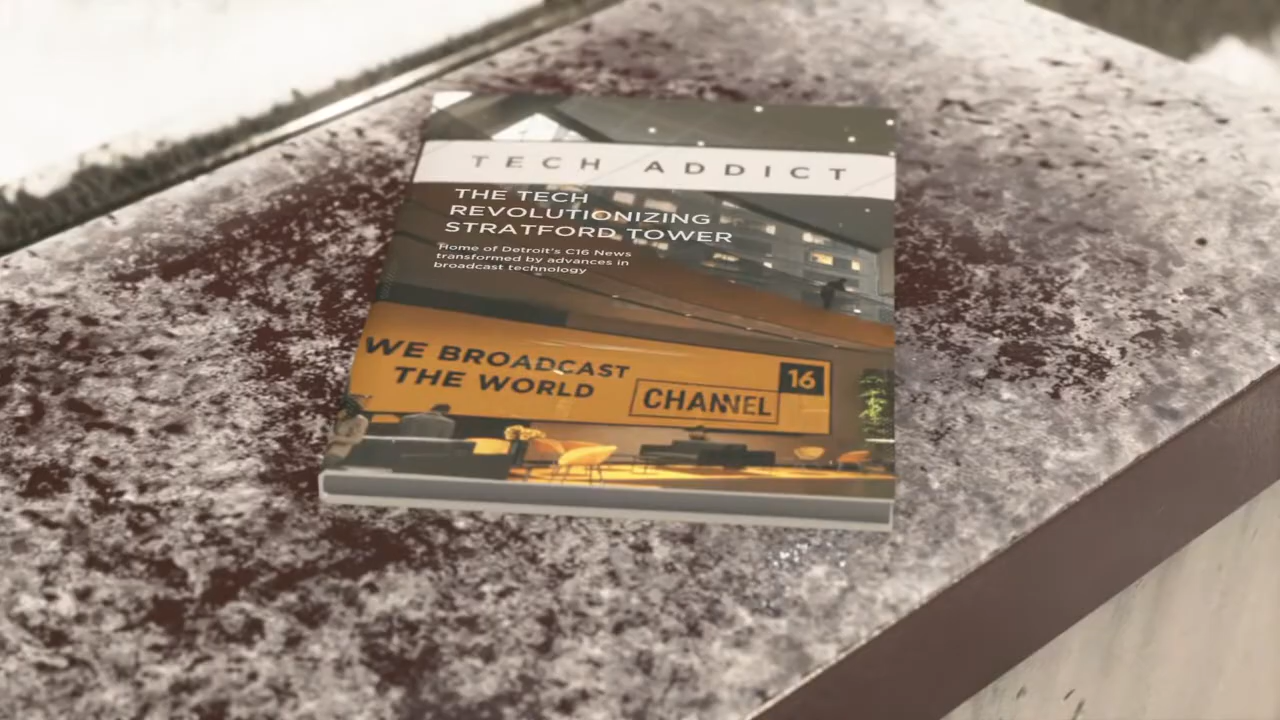 TECH ADDICT
THE TECH
REVOLUTIONIZING
STRATFORD TOWER
Home of Detroit's C16 News
transformed by advances in
broadcast technology
WE BROADCAST
THE WORLD
CHANNEL
16